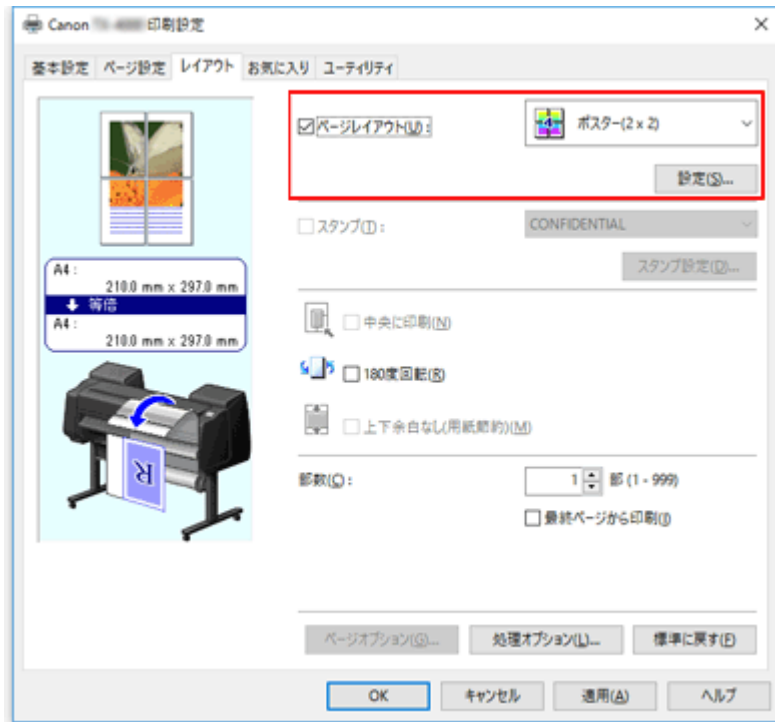 Canon 印刷設定
基本設定 ページ設定 レイアウト お気に入り ユーティリティ
ページレイアウト(U):
4 ポスター(2 x 2)
設定(S)...
スタンプ(T):
CONFIDENTIAL
スタンプ設定(D)...
A4 :
210.0 mm x 297.0 mm
等倍
A4 :
210.0 mm x 297.0 mm
中央に印刷(N)
180度回転(R)
上下余白なし(用紙節約)(M)
R
部数(C):
1 部 (1 - 999)
最終ページから印刷(I)
ページオプション(G)...
処理オプション(L)...
標準に戻す(F)
OK
キャンセル
適用(A)
ヘルプ